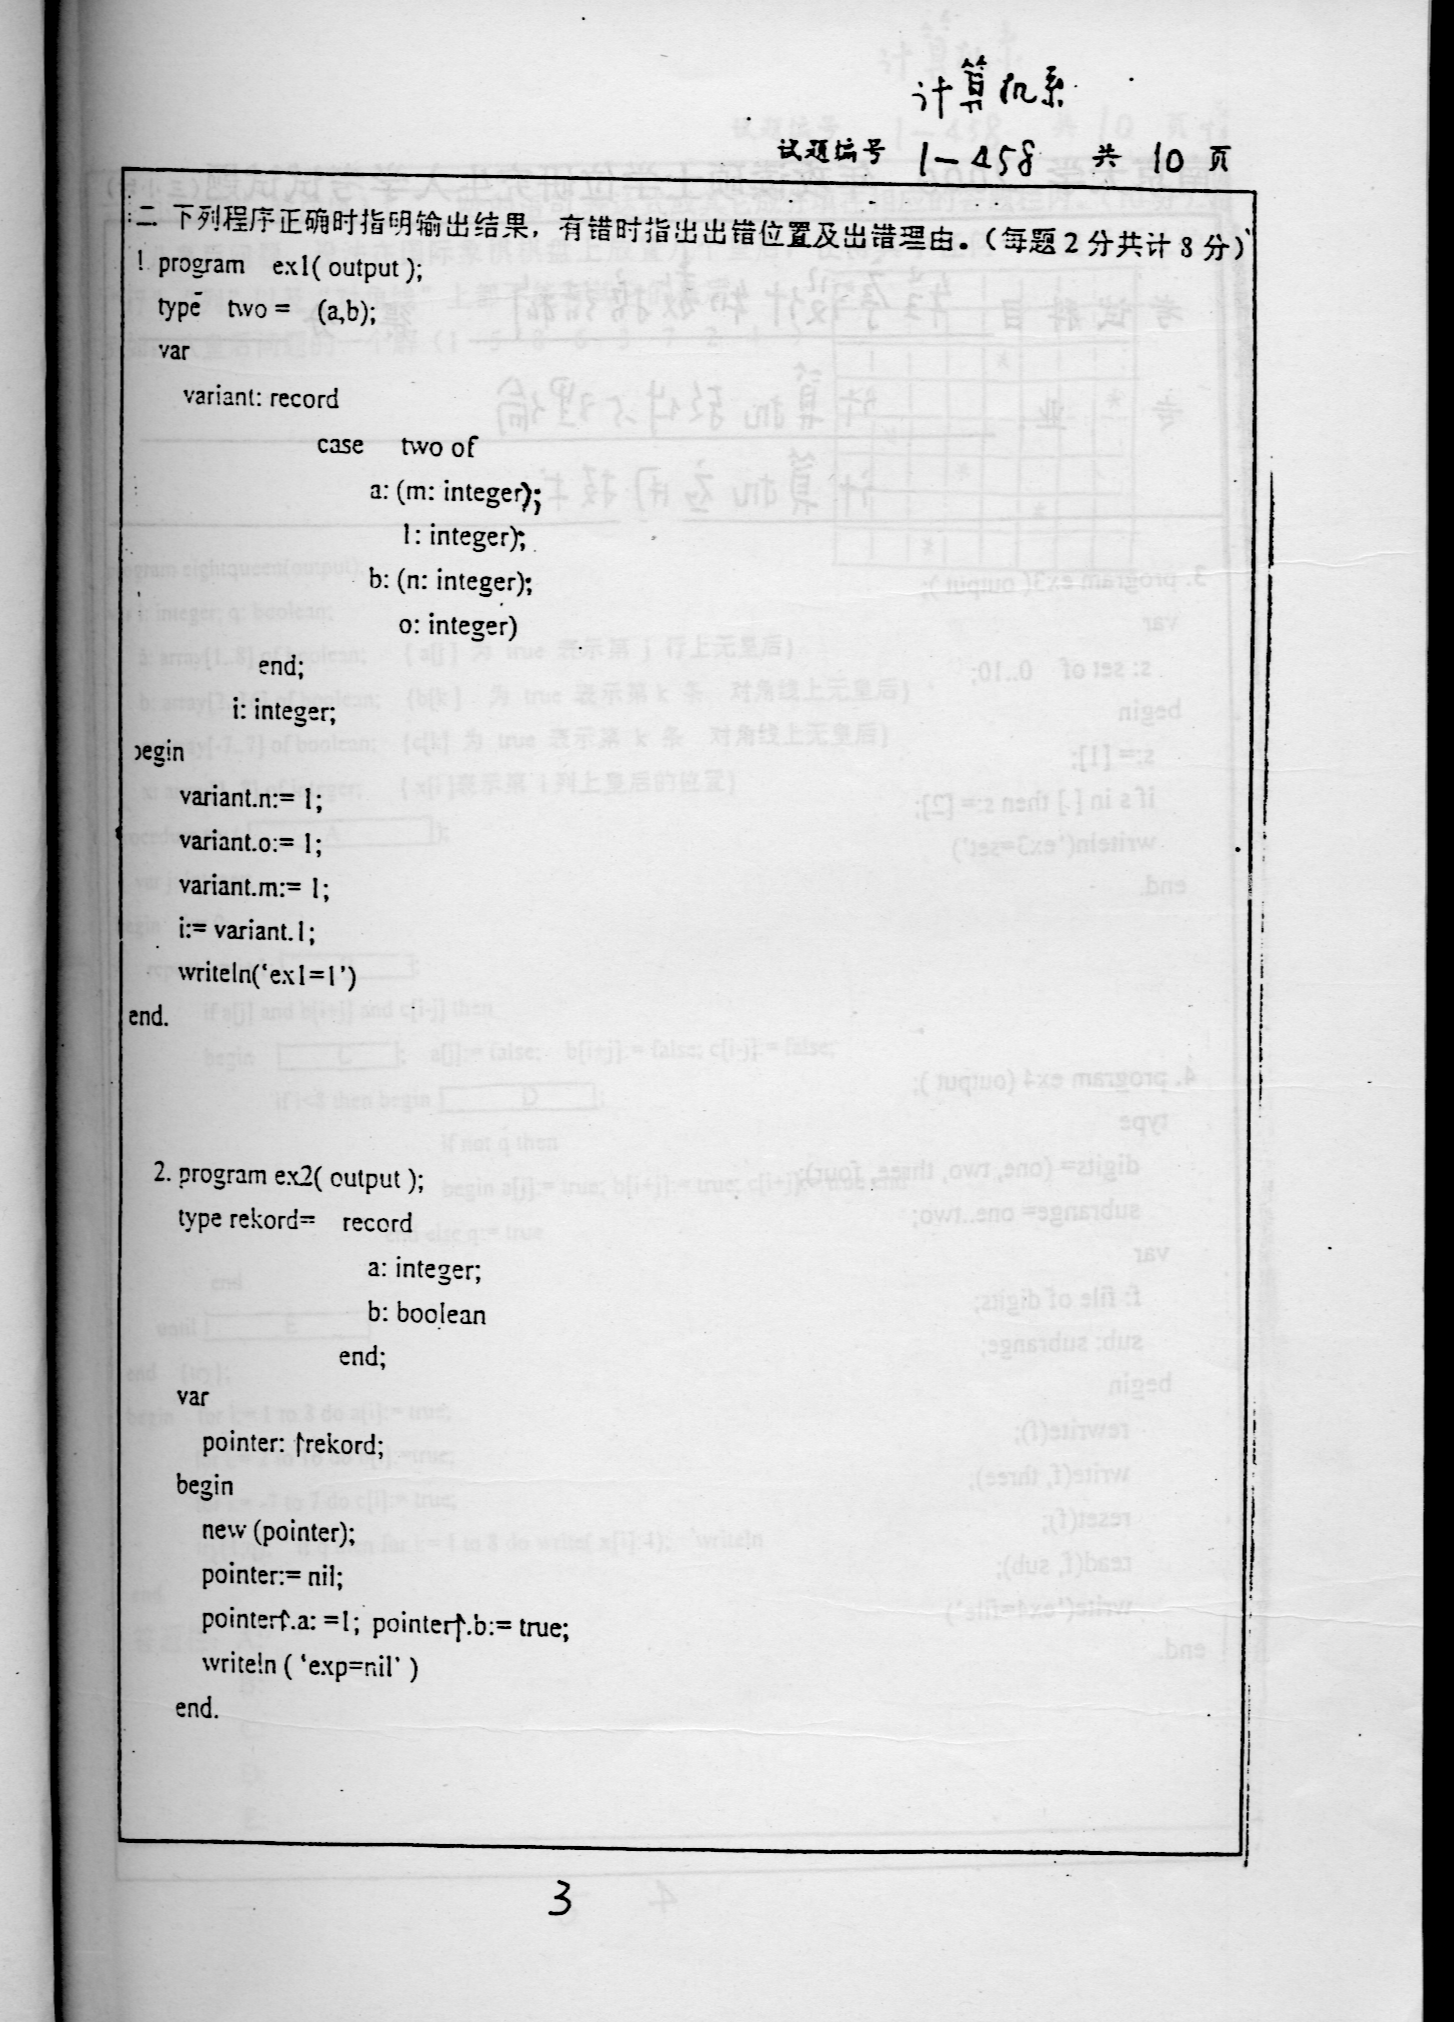 计算机系
试题编号 1-458 共 10 页
二 下列程序正确时指明输出结果，有错时指出出错位置及出错理由。（每题2分共计8分）
1 program ex1( output );
type two = (a,b);
var
variant: record
case two of
a: (m: integer);
l: integer);
b: (n: integer);
o: integer)
end;
i: integer;
begin
variant.n:= 1;
variant.o:= 1;
variant.m:= 1;
i:= variant.l;
writeln('ex1=1')
end.
2. program ex2( output );
type rekord= record
a: integer;
b: boolean
end;
var
pointer: ↑rekord;
begin
new (pointer);
pointer:= nil;
pointer↑.a: =1; pointer↑.b:= true;
writeln ( 'exp=nil' )
end.
3